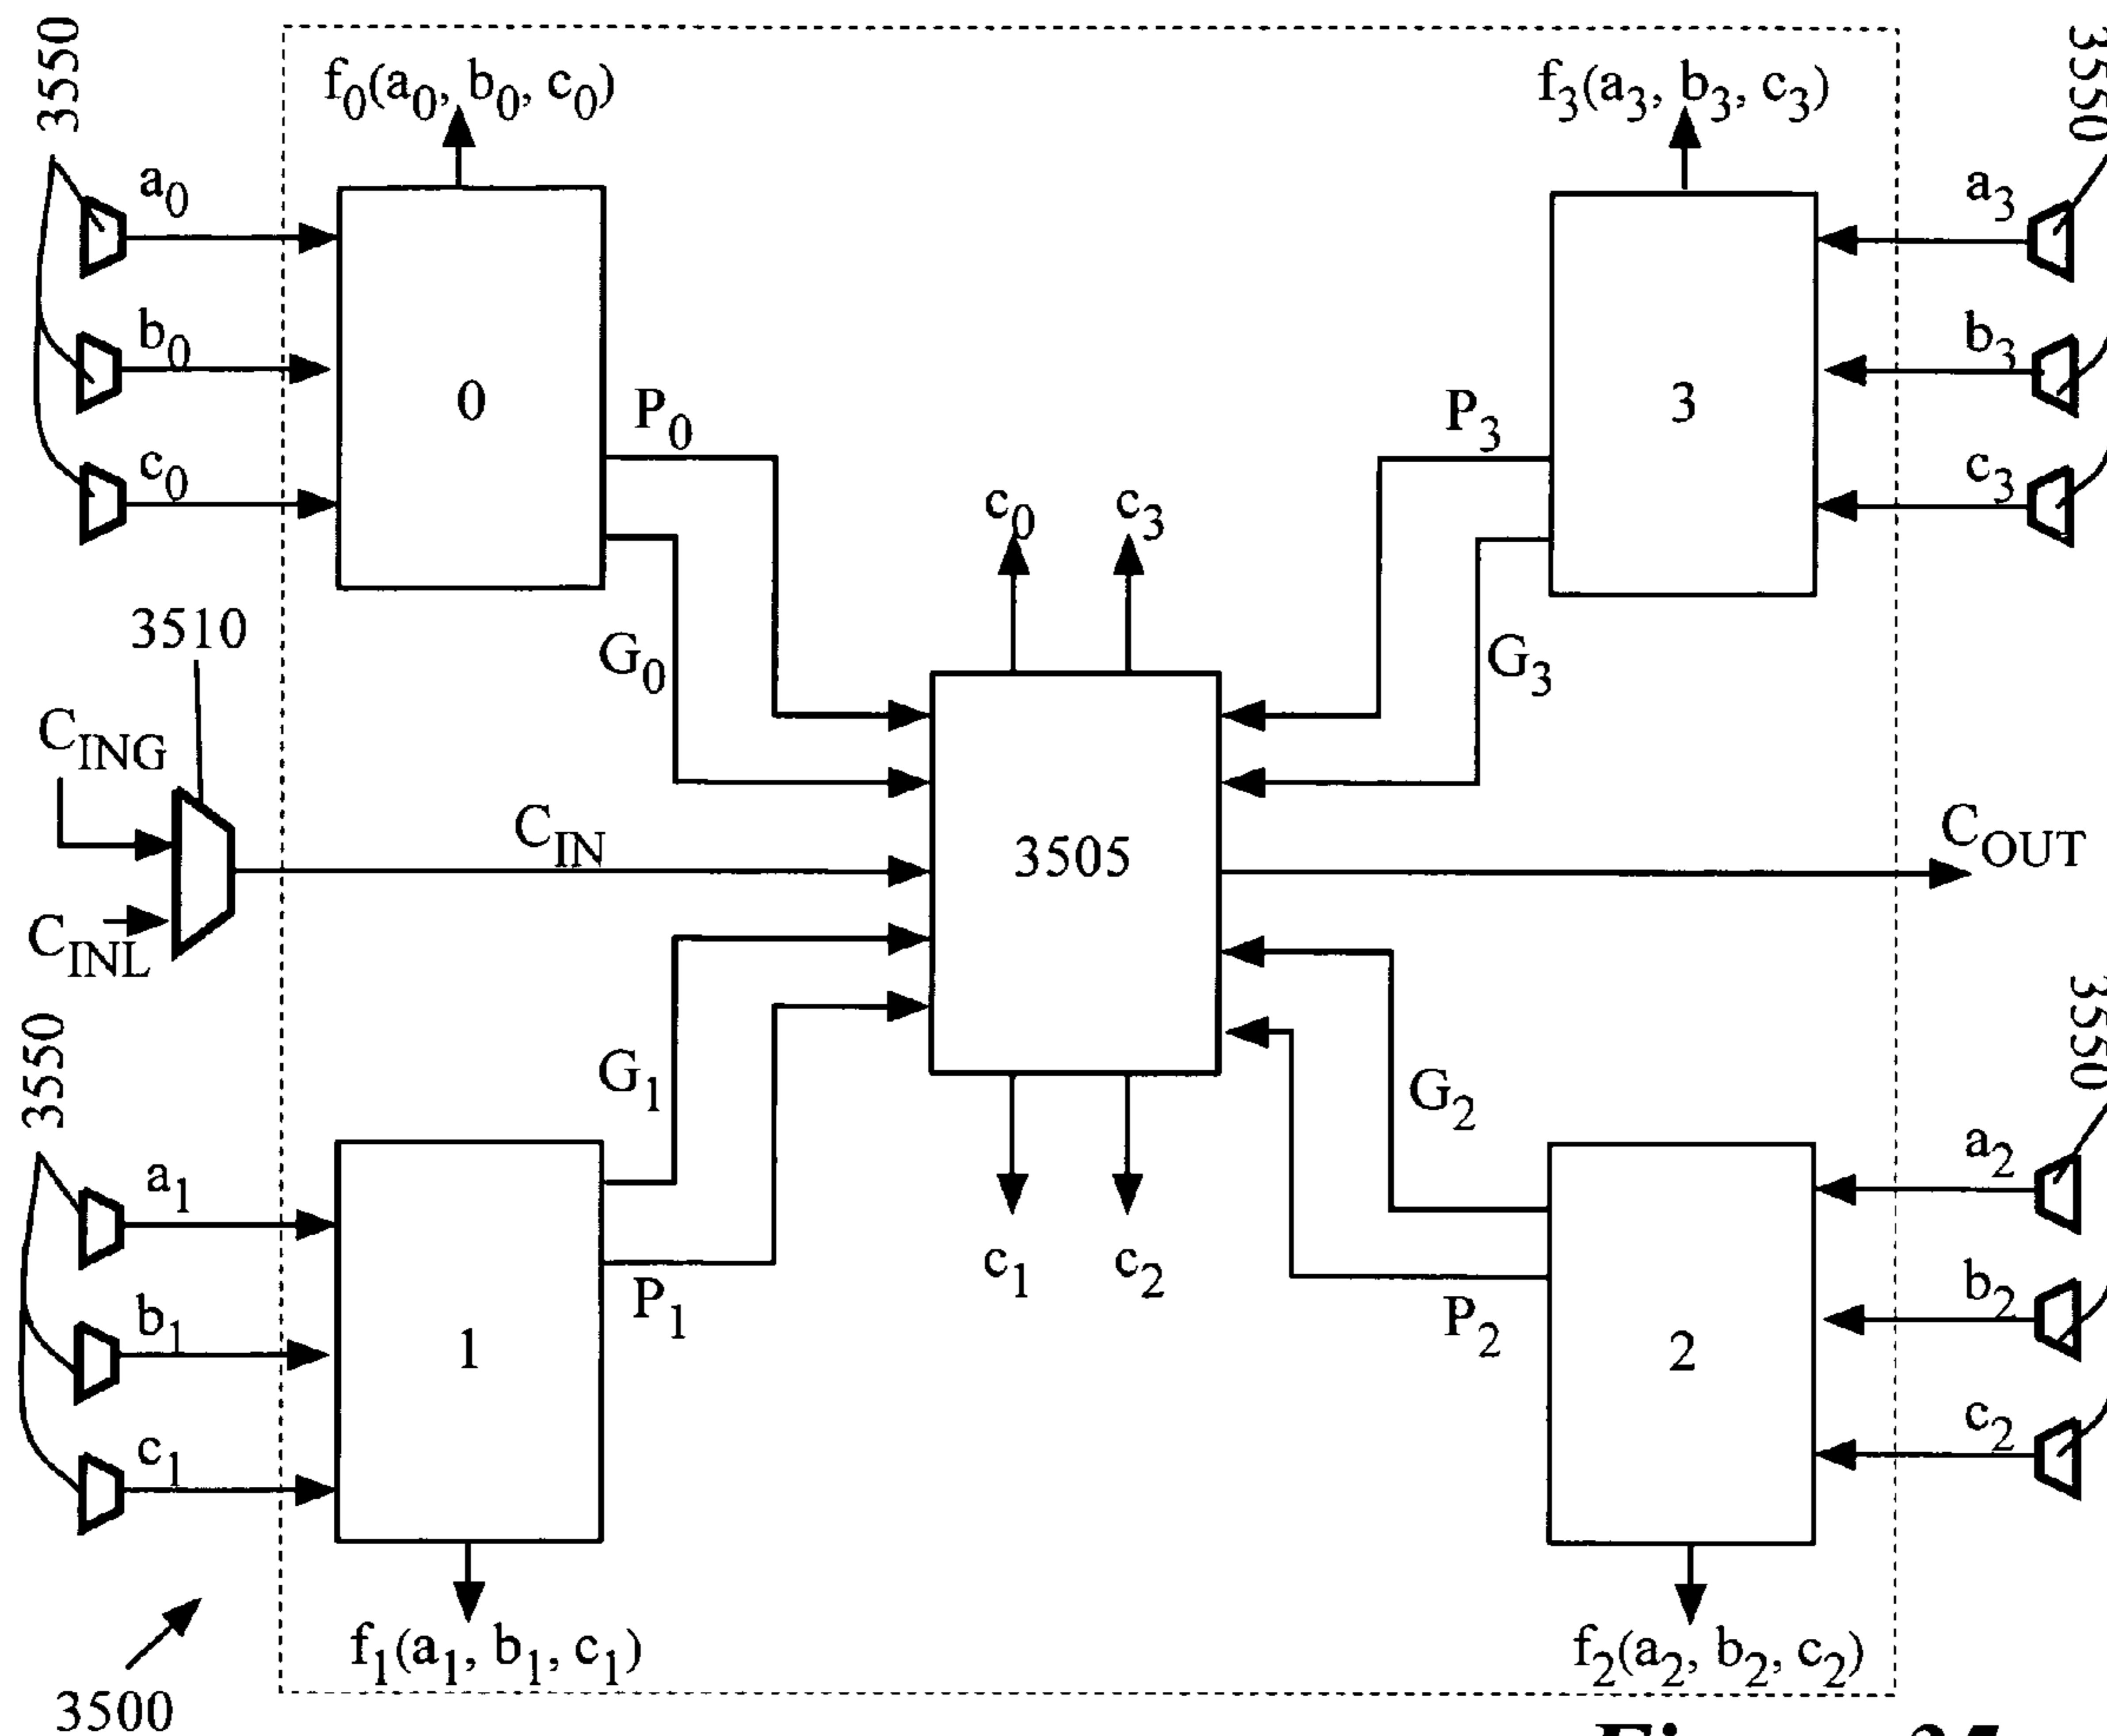 3550
f0(a0, b0, c0)
f3(a3, b3, c3)
3550
a0
a3
b0
b3
0
3
P0
P3
c0
c3
c0
c3
3510
G0
G3
CING
CIN
3505
COUT
CINL
3550
3550
G1
G2
a1
a2
c1
c2
b1
b2
P1
P2
1
2
c1
c2
f1(a1, b1, c1)
f2(a2, b2, c2)
3500